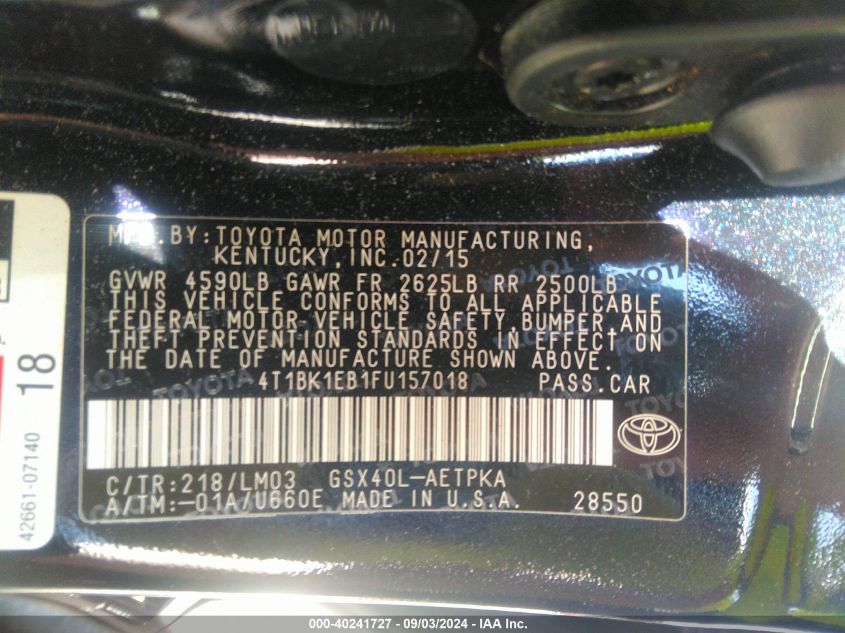 MFD.BY:TOYOTA MOTOR MANUFACTURING,
KENTUCKY,INC.02/15
GVWR 4590LB GAWR FR 2625LB RR 2500LB
THIS VEHICLE CONFORMS TO ALL APPLICABLE
FEDERAL MOTOR VEHICLE SAFETY,BUMPER,AND
THEFT PREVENTION STANDARDS IN EFFECT ON
THE DATE OF MANUFACTURE SHOWN ABOVE.
4T1BK1EB1FU157018 PASS.CAR
C/TR:218/LM03 GSX40L-AETPKA
A/TM:-01A/U660E MADE IN U.S.A. 28550
18
42661-07140
000-40241727 - 09/03/2024 - IAA Inc.